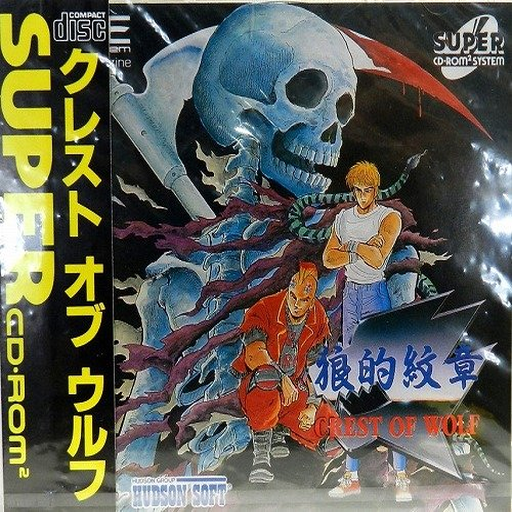 COMPACT
disc
SUPER
CD-ROM²
クレスト オブ ウルフ
SUPER
CD-ROM² SYSTEM
狼的紋章
CREST OF WOLF
HUDSON GROUP
HUDSON SOFT